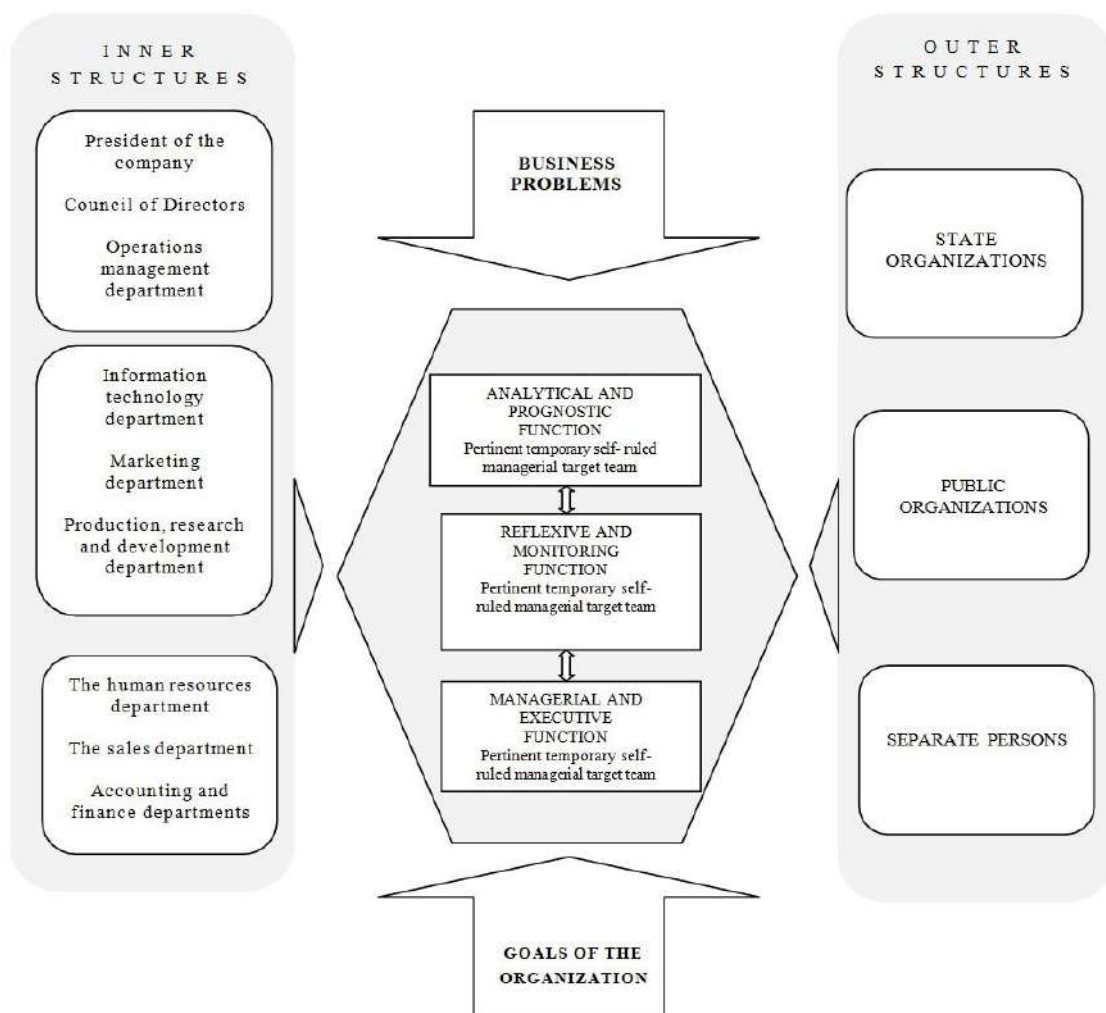 INNER
STRUCTURES
President of the
company
Council of Directors
Operations
management
department
Information
technology
department
Marketing
department
Production, research
and development
department
The human resources
department
The sales department
Accounting and
finance departments
BUSINESS
PROBLEMS
ANALYTICAL AND
PROGNOSTIC
FUNCTION
Pertinent temporary self- ruled
managerial target team
REFLEXIVE AND
MONITORING
FUNCTION
Pertinent temporary self-
ruled managerial target team
MANAGERIAL AND
EXECUTIVE
FUNCTION
Pertinent temporary self-
ruled managerial target team
GOALS OF THE
ORGANIZATION
OUTER
STRUCTURES
STATE
ORGANIZATIONS
PUBLIC
ORGANIZATIONS
SEPARATE PERSONS